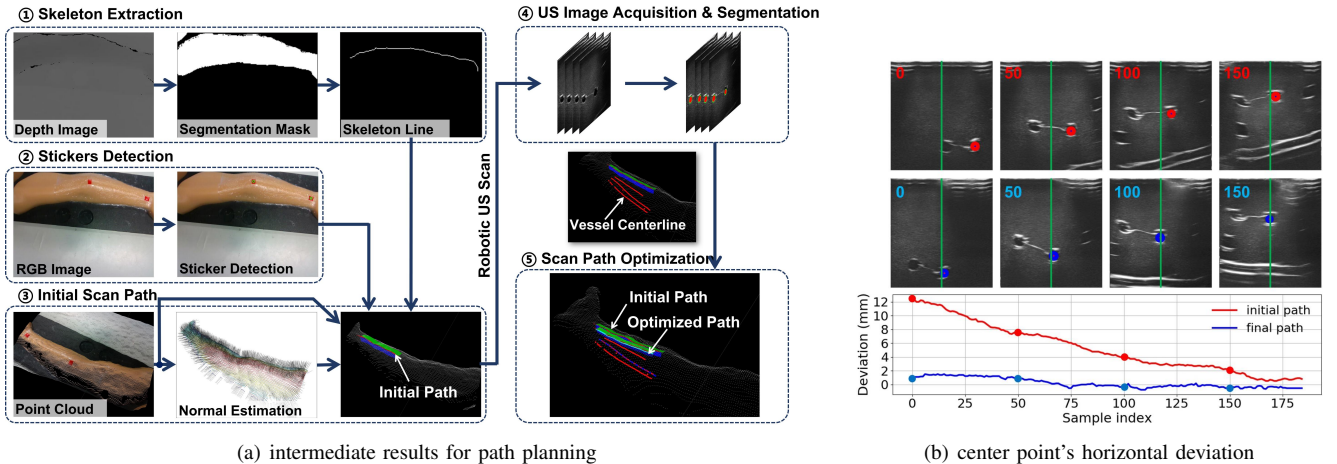 ① Skeleton Extraction
Depth Image
Segmentation Mask
Skeleton Line
② Stickers Detection
RGB Image
Sticker Detection
③ Initial Scan Path
Point Cloud
Normal Estimation
Initial Path
Robotic US Scan
④ US Image Acquisition & Segmentation
Vessel Centerline
⑤ Scan Path Optimization
Initial Path
Optimized Path
(a) intermediate results for path planning
0 50 100 150
0 50 100 150
Deviation (mm)
12
10
8
6
4
2
0
initial path
final path
0 25 50 75 100 125 150 175
Sample index
(b) center point's horizontal deviation